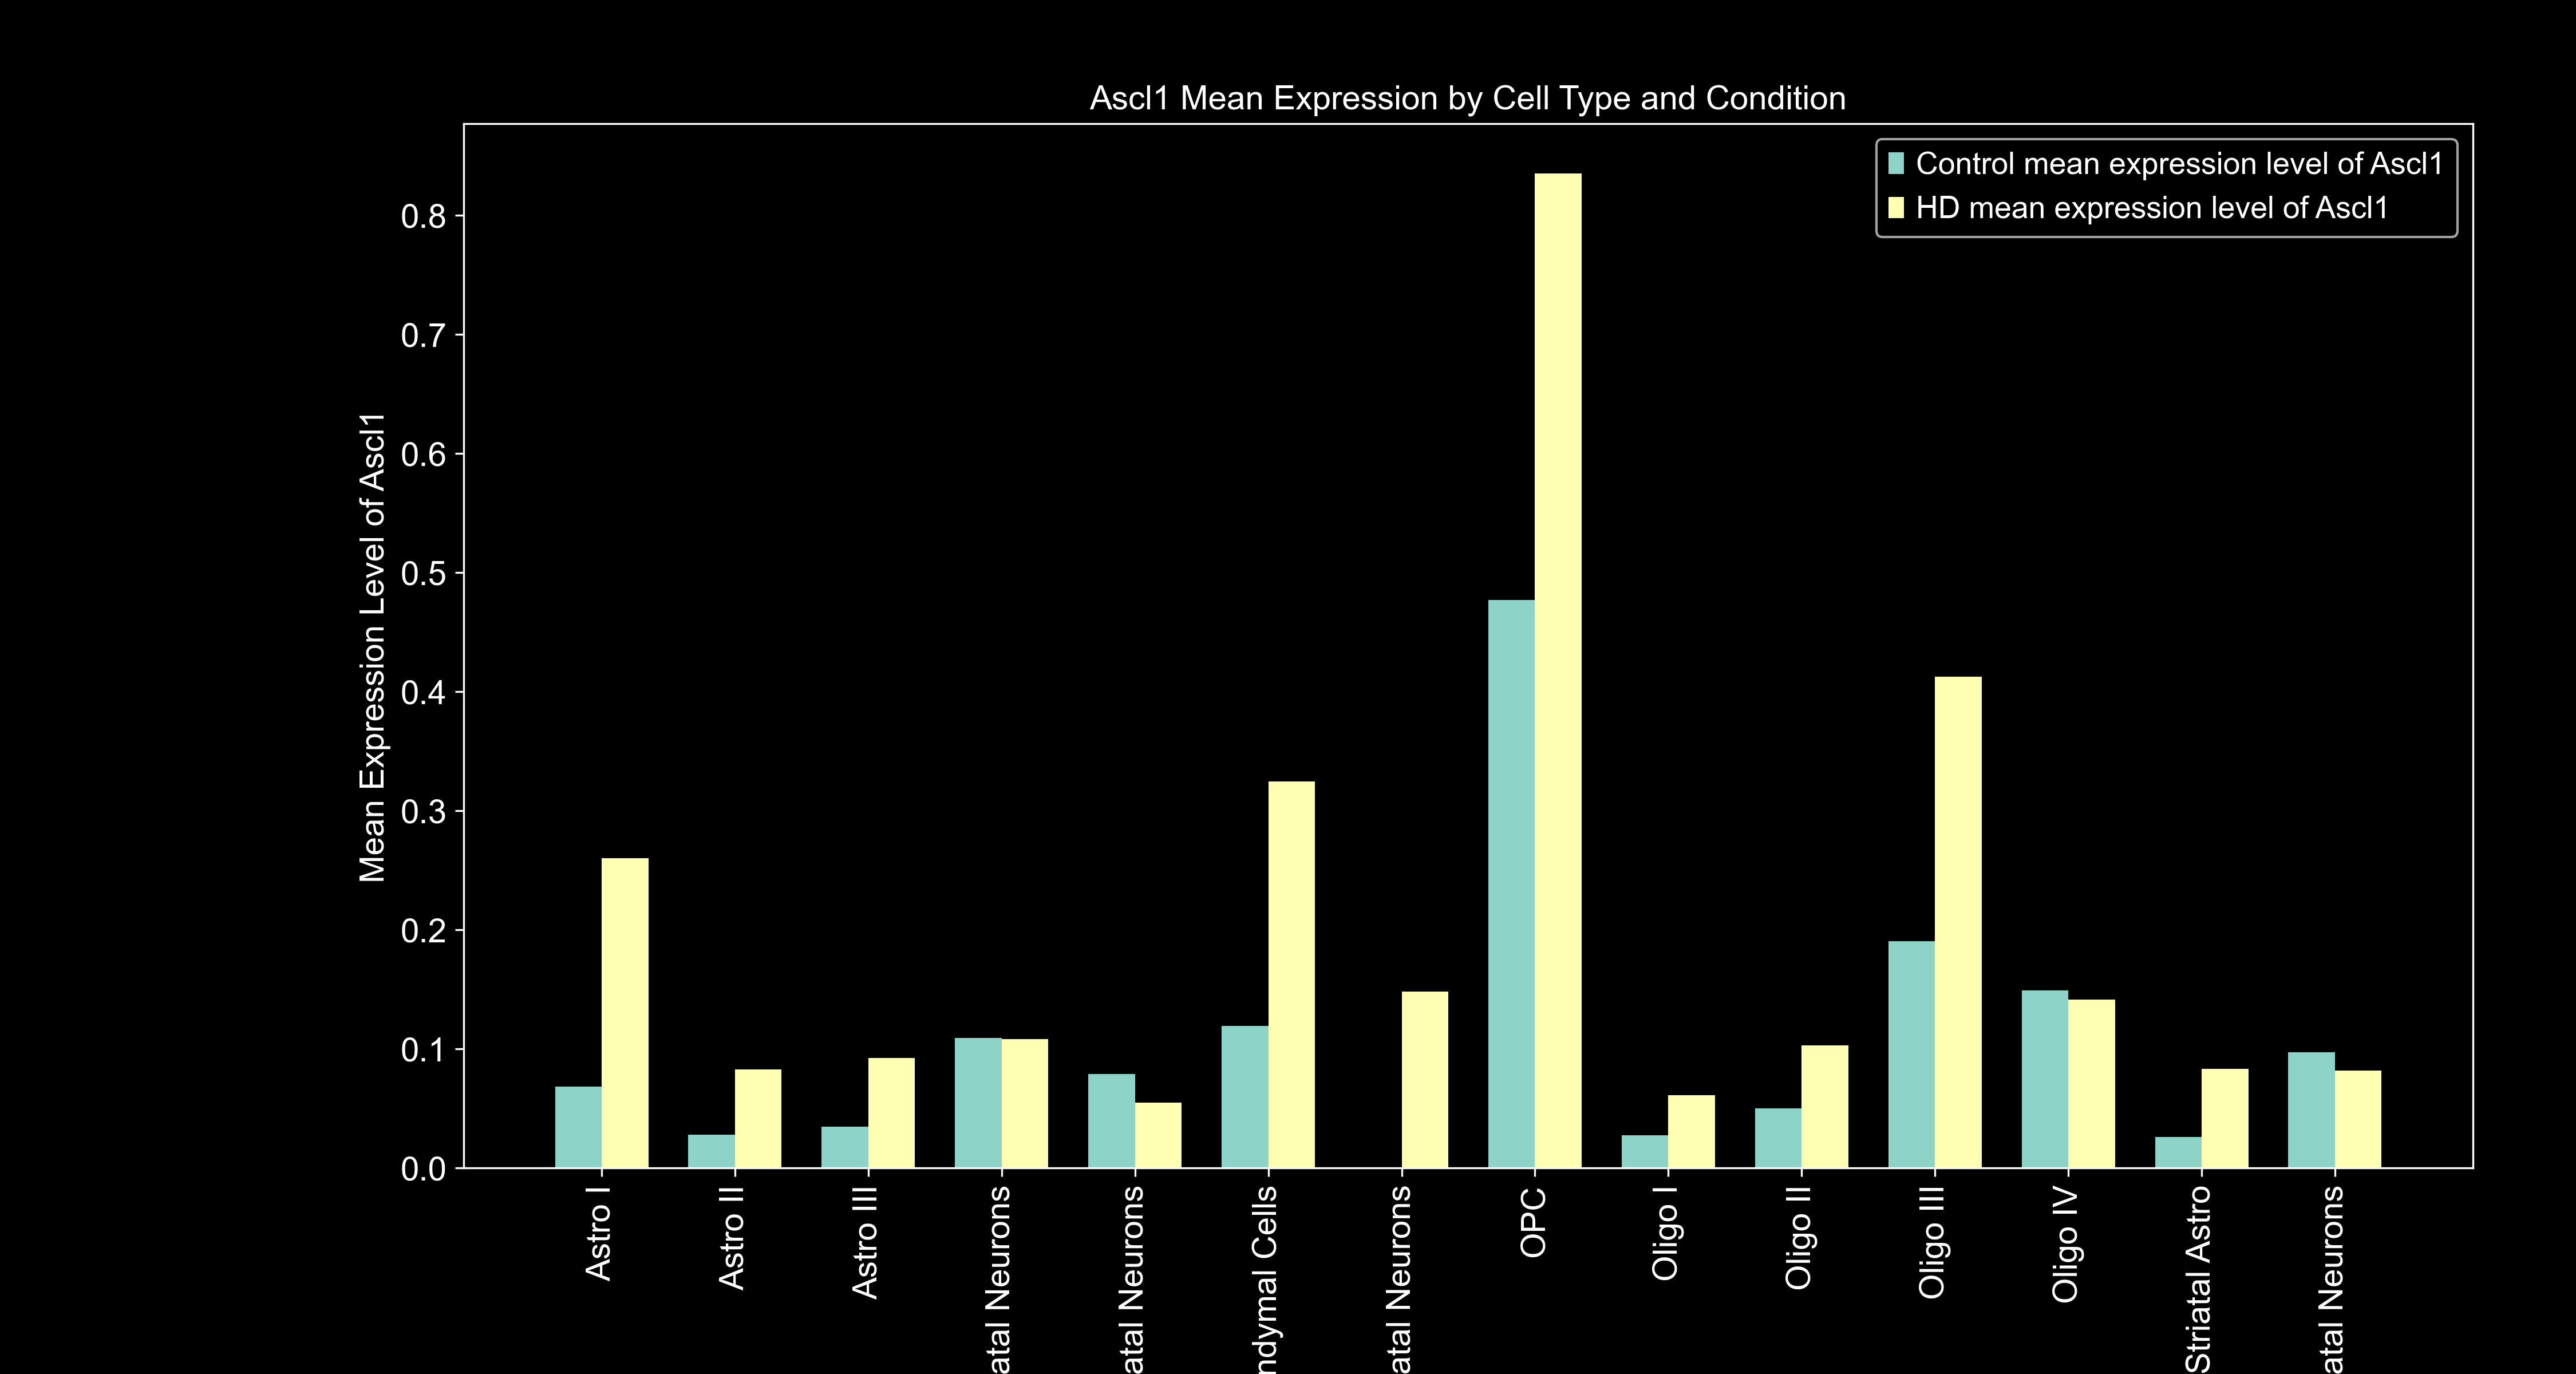 Ascl1 Mean Expression by Cell Type and Condition
Control mean expression level of Ascl1
HD mean expression level of Ascl1
Mean Expression Level of Ascl1
0.8
0.7
0.6
0.5
0.4
0.3
0.2
0.1
0.0
Astro I
Astro II
Astro III
atal Neurons
atal Neurons
ndymal Cells
atal Neurons
OPC
Oligo I
Oligo II
Oligo III
Oligo IV
Striatal Astro
atal Neurons